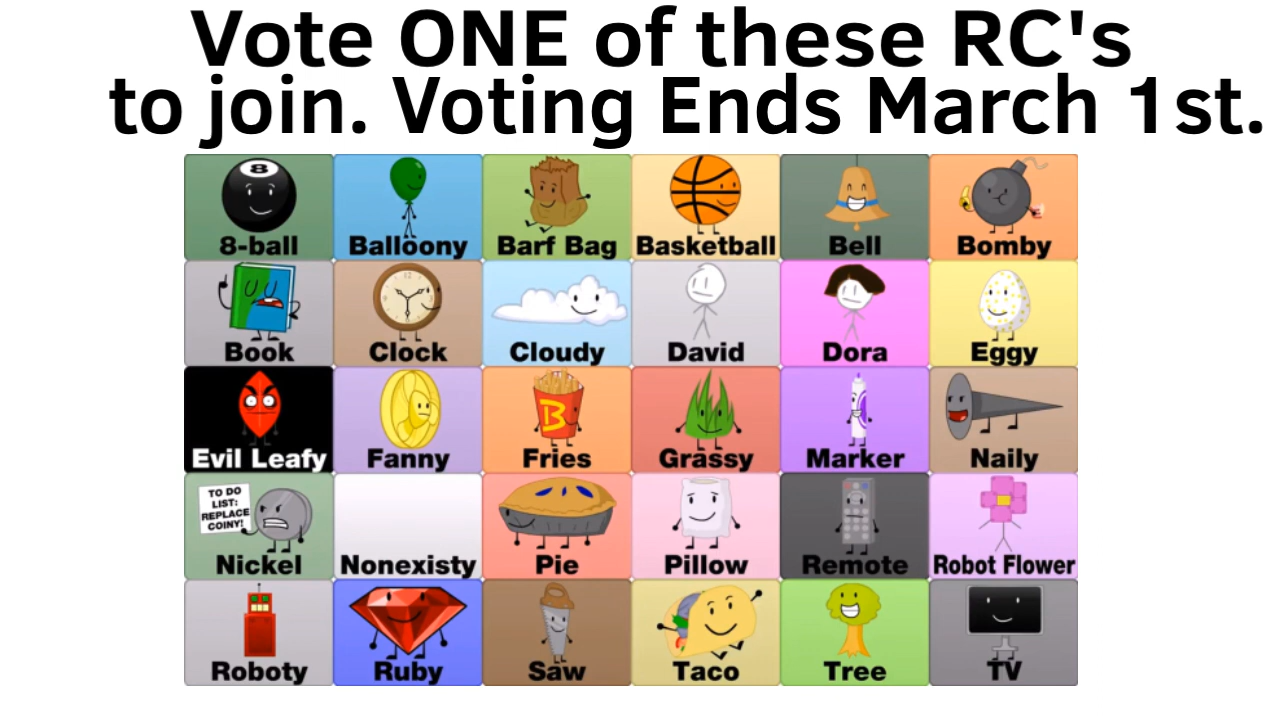 Vote ONE of these RC's
to join. Voting Ends March 1st.
8
8-ball
Balloony
Barf Bag
Basketball
Bell
Bomby
12
Book
Clock
Cloudy
David
Dora
Eggy
B
Evil Leafy
Fanny
Fries
Grassy
Marker
Naily
TO DO
LIST:
REPLACE
COINY!
Nickel
Nonexisty
Pie
Pillow
Remote
Robot Flower
Roboty
Ruby
Saw
Taco
Tree
TV